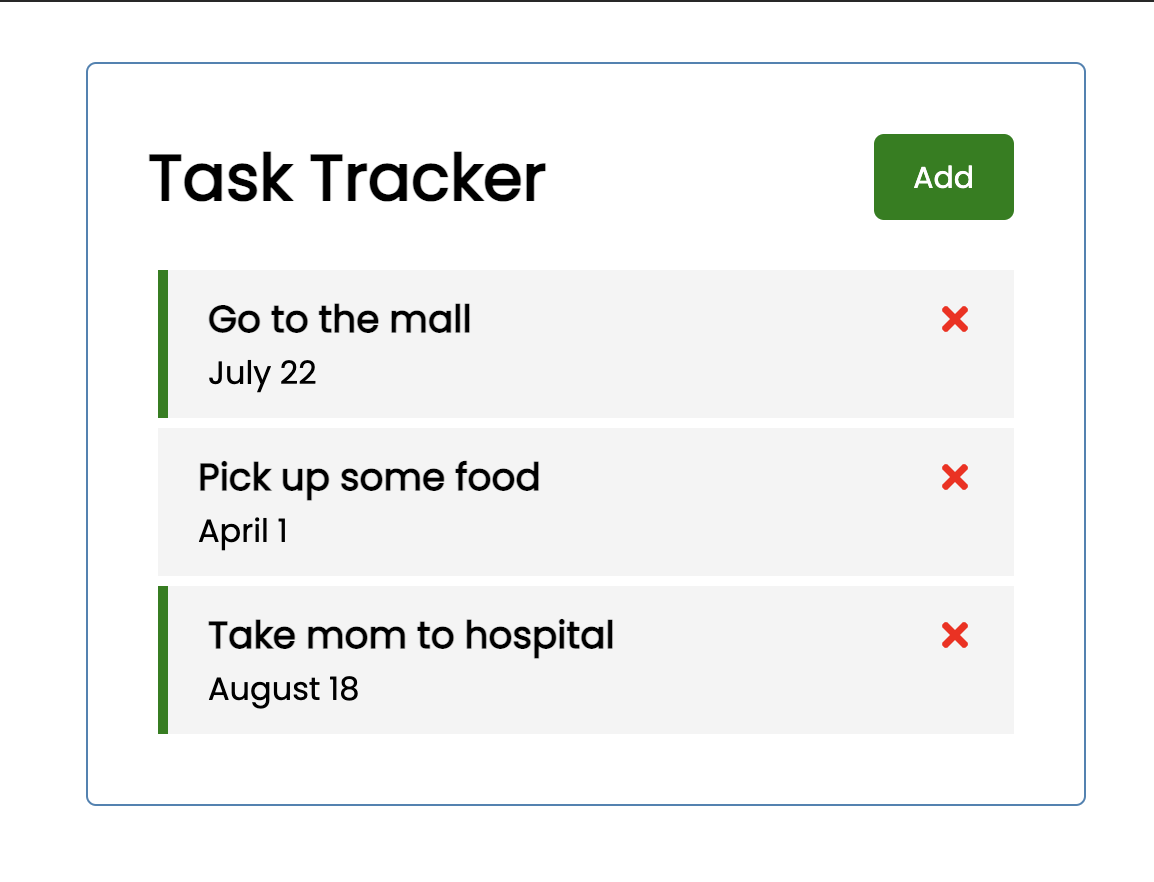 Task Tracker
Add
Go to the mall
July 22
Pick up some food
April 1
Take mom to hospital
August 18